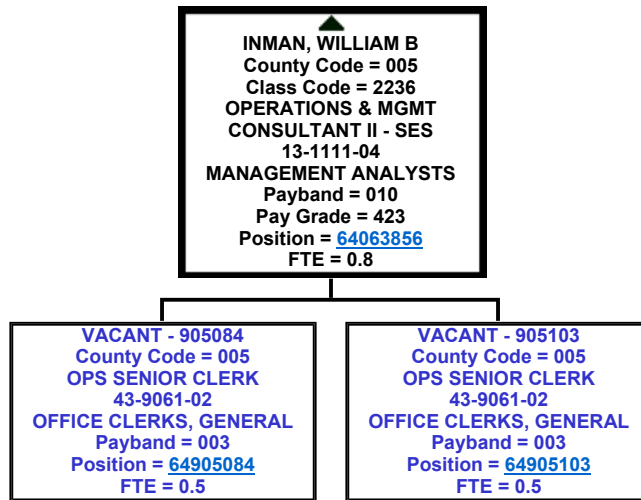 INMAN, WILLIAM B
County Code = 005
Class Code = 2236
OPERATIONS & MGMT
CONSULTANT II - SES
13-1111-04
MANAGEMENT ANALYSTS
Payband = 010
Pay Grade = 423
Position = 64063856
FTE = 0.8
VACANT - 905084
County Code = 005
OPS SENIOR CLERK
43-9061-02
OFFICE CLERKS, GENERAL
Payband = 003
Position = 64905084
FTE = 0.5
VACANT - 905103
County Code = 005
OPS SENIOR CLERK
43-9061-02
OFFICE CLERKS, GENERAL
Payband = 003
Position = 64905103
FTE = 0.5